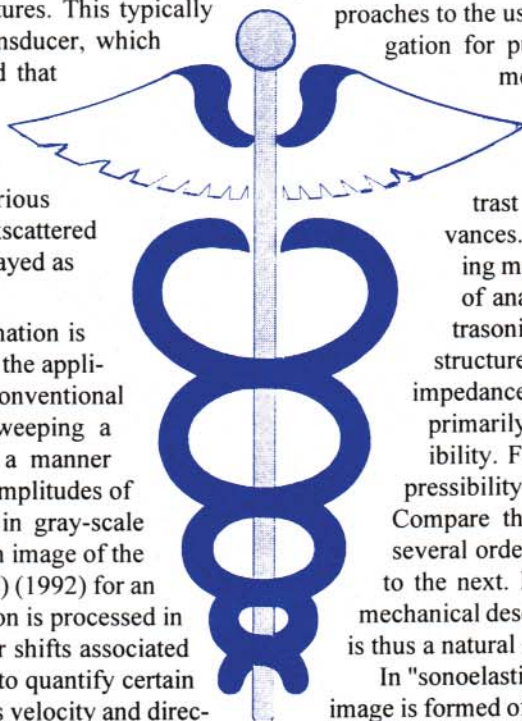 tures. This typically
nsducer, which
d that
rious
kscattered
ayed as
nation is
the appli-
onventional
weeping a
a manner
mplitudes of
in gray-scale
n image of the
) (1992) for an
on is processed in
r shifts associated
to quantify certain
s velocity and direc-
proaches to the us
gation for pu
mo
trast
vances.
ing m
of ana
trasoni
structure
impedance
primarily
ibility. F
pressibility
Compare th
several orde
to the next. I
mechanical des
is thus a natural
In "sonoelasti
image is formed o